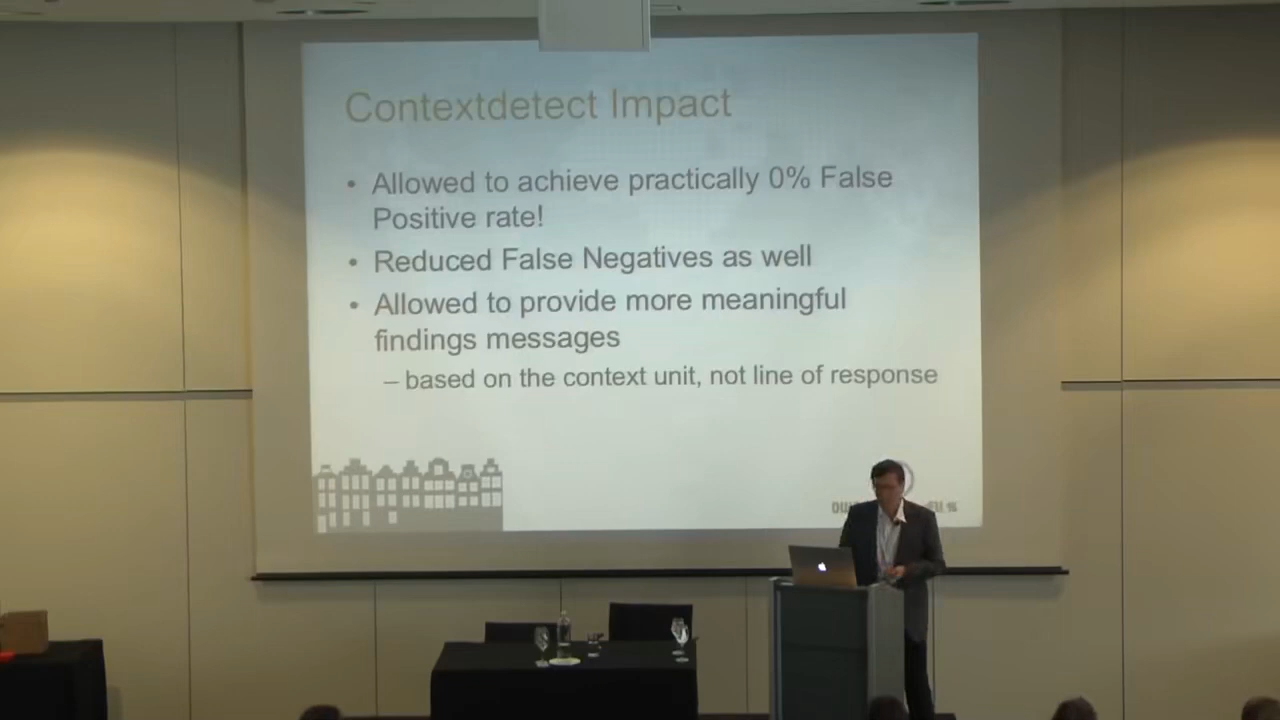 Contextdetect Impact
• Allowed to achieve practically 0% False
Positive rate!
• Reduced False Negatives as well
• Allowed to provide more meaningful
findings messages
– based on the context unit, not line of response